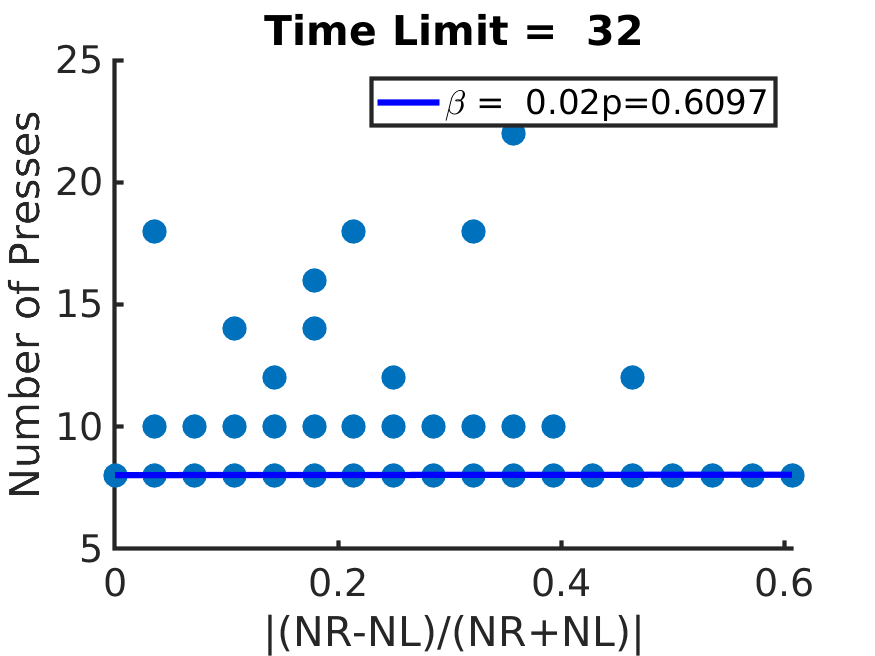 Time Limit =  32
β =  0.02p=0.6097
Number of Presses
25
20
15
10
5
0
0.2
0.4
0.6
|(NR-NL)/(NR+NL)|